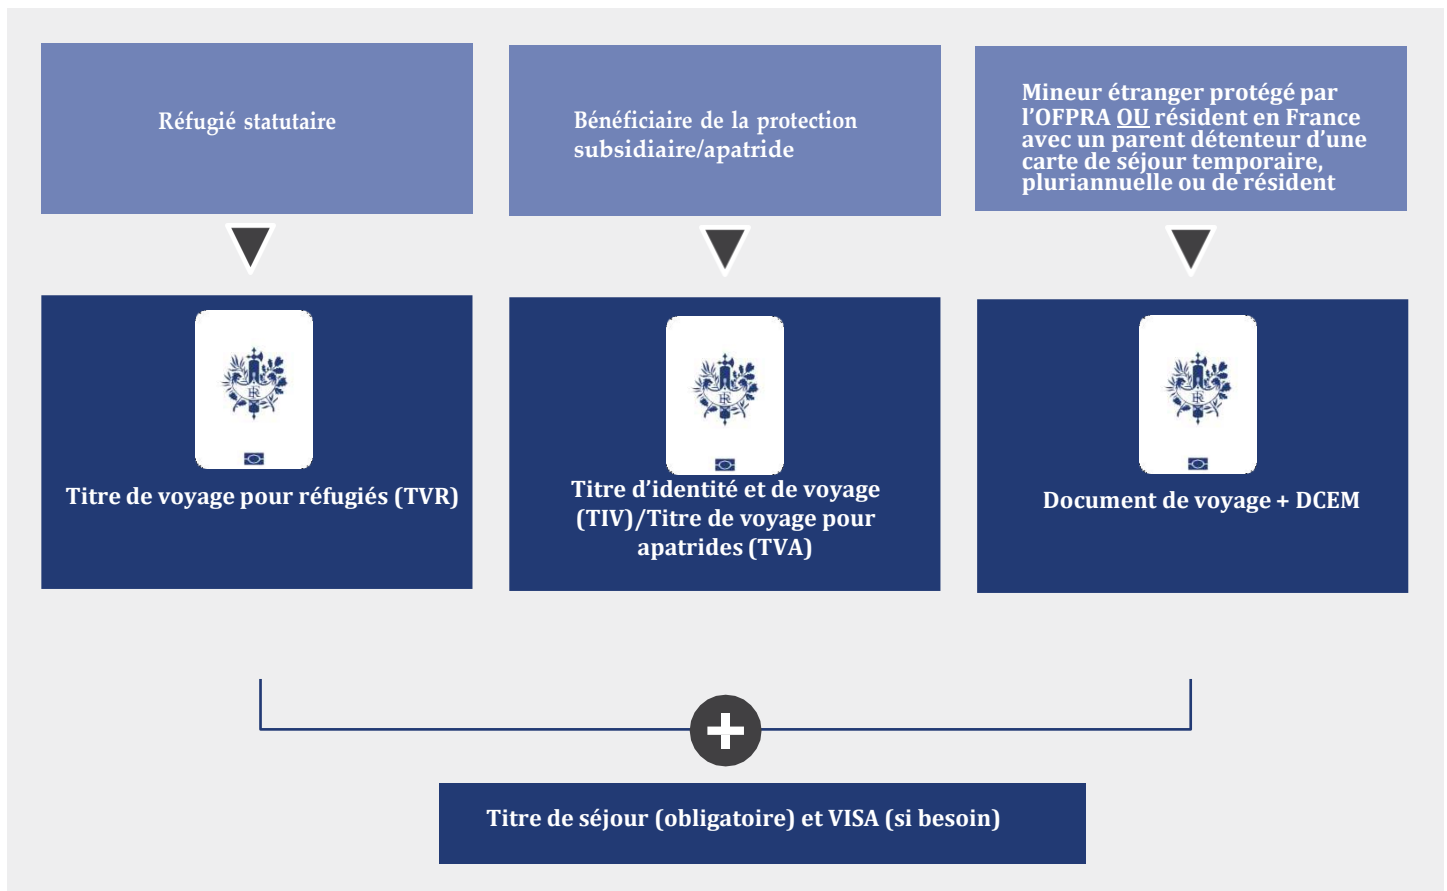 Réfugié statutaire
Bénéficiaire de la protection
subsidiaire/apatride
Mineur étranger protégé par
l’OFPRA OU résident en France
avec un parent détenteur d’une
carte de séjour temporaire,
pluriannuelle ou de résident
Titre de voyage pour réfugiés (TVR)
Titre d’identité et de voyage
(TIV)/Titre de voyage pour
apatrides (TVA)
Document de voyage + DCEM
Titre de séjour (obligatoire) et VISA (si besoin)